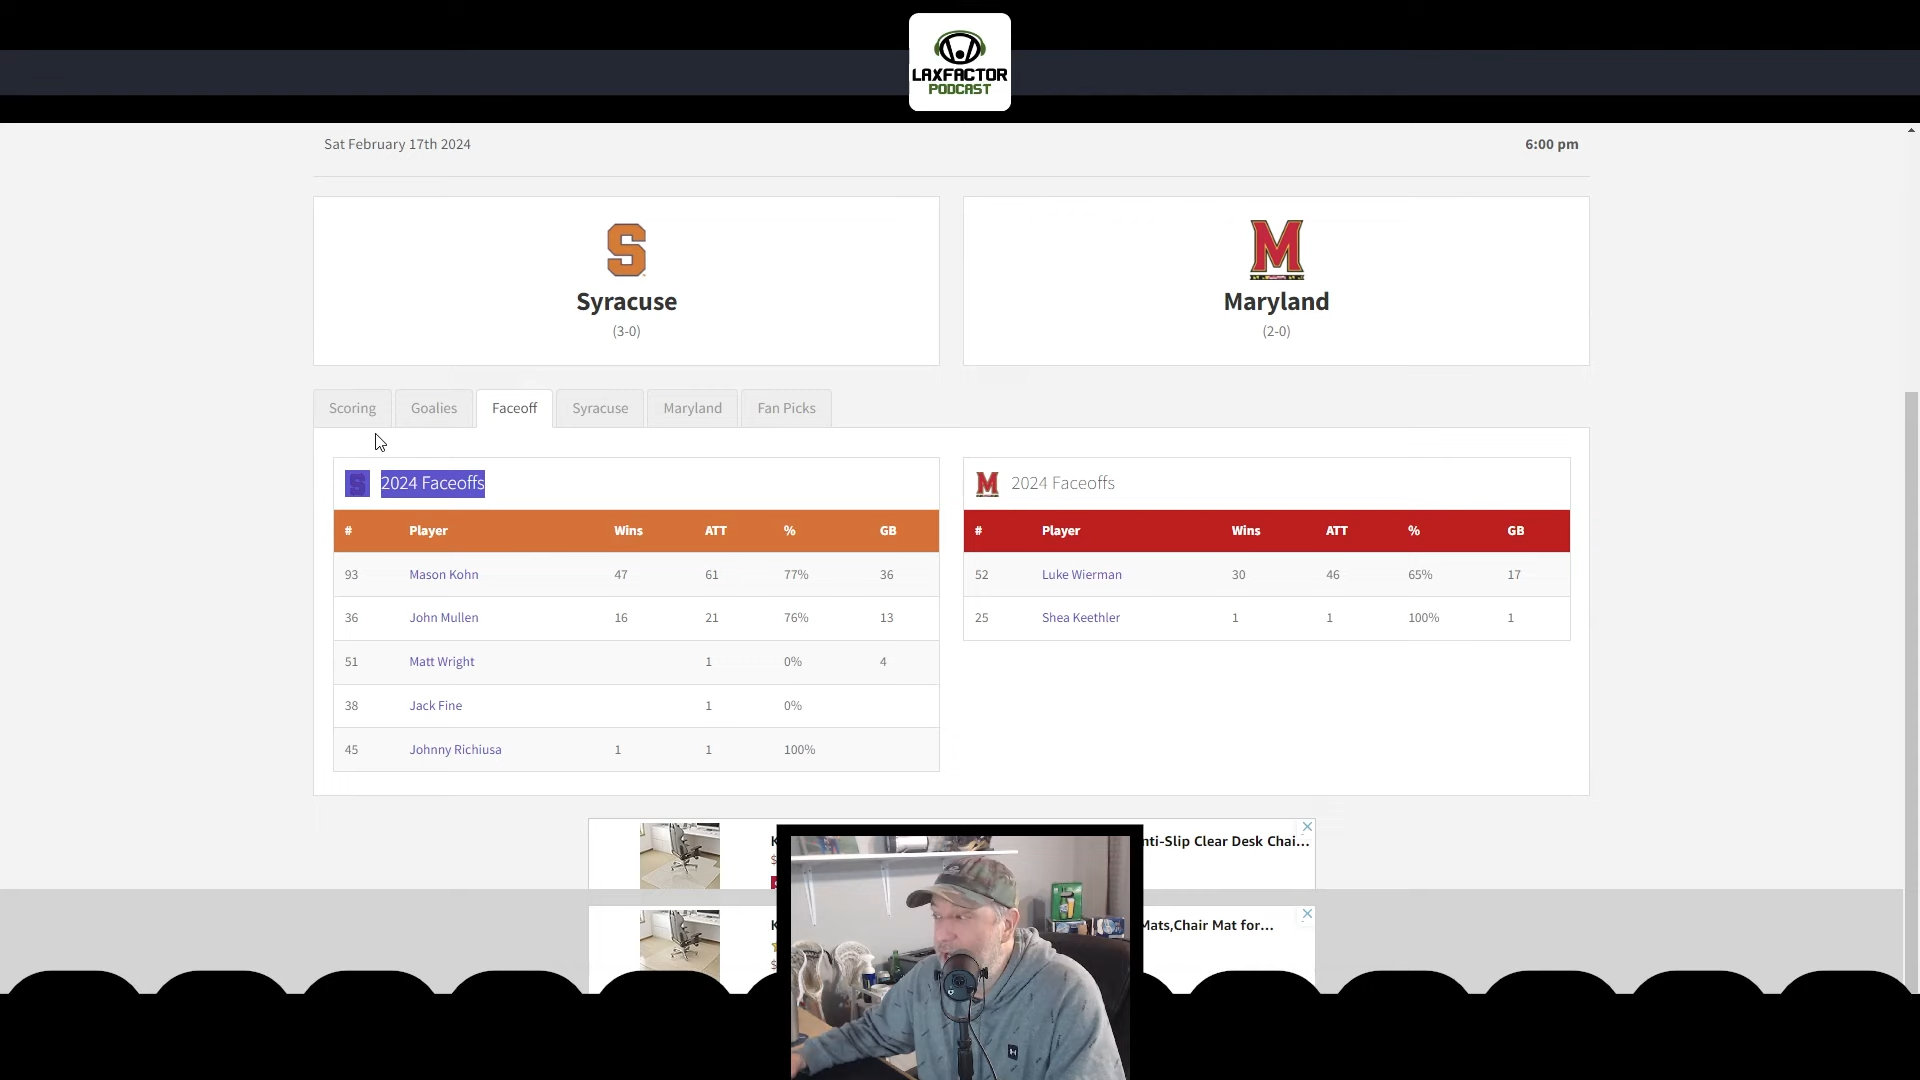 LAXFACTOR
PODCAST
Sat February 17th 2024 6:00 pm
S M
Syracuse Maryland
(3-0) (2-0)
Scoring Goalies Faceoff Syracuse Maryland Fan Picks
S 2024 Faceoffs M 2024 Faceoffs
# Player Wins ATT % GB # Player Wins ATT % GB
93 Mason Kohn 47 61 77% 36 52 Luke Wierman 30 46 65% 17
36 John Mullen 16 21 76% 13 25 Shea Keethler 1 1 100% 1
51 Matt Wright 1 0% 4
38 Jack Fine 1 0%
45 Johnny Richiusa 1 1 100%
K nti-Slip Clear Desk Chai...
$
K Mats,Chair Mat for...
$